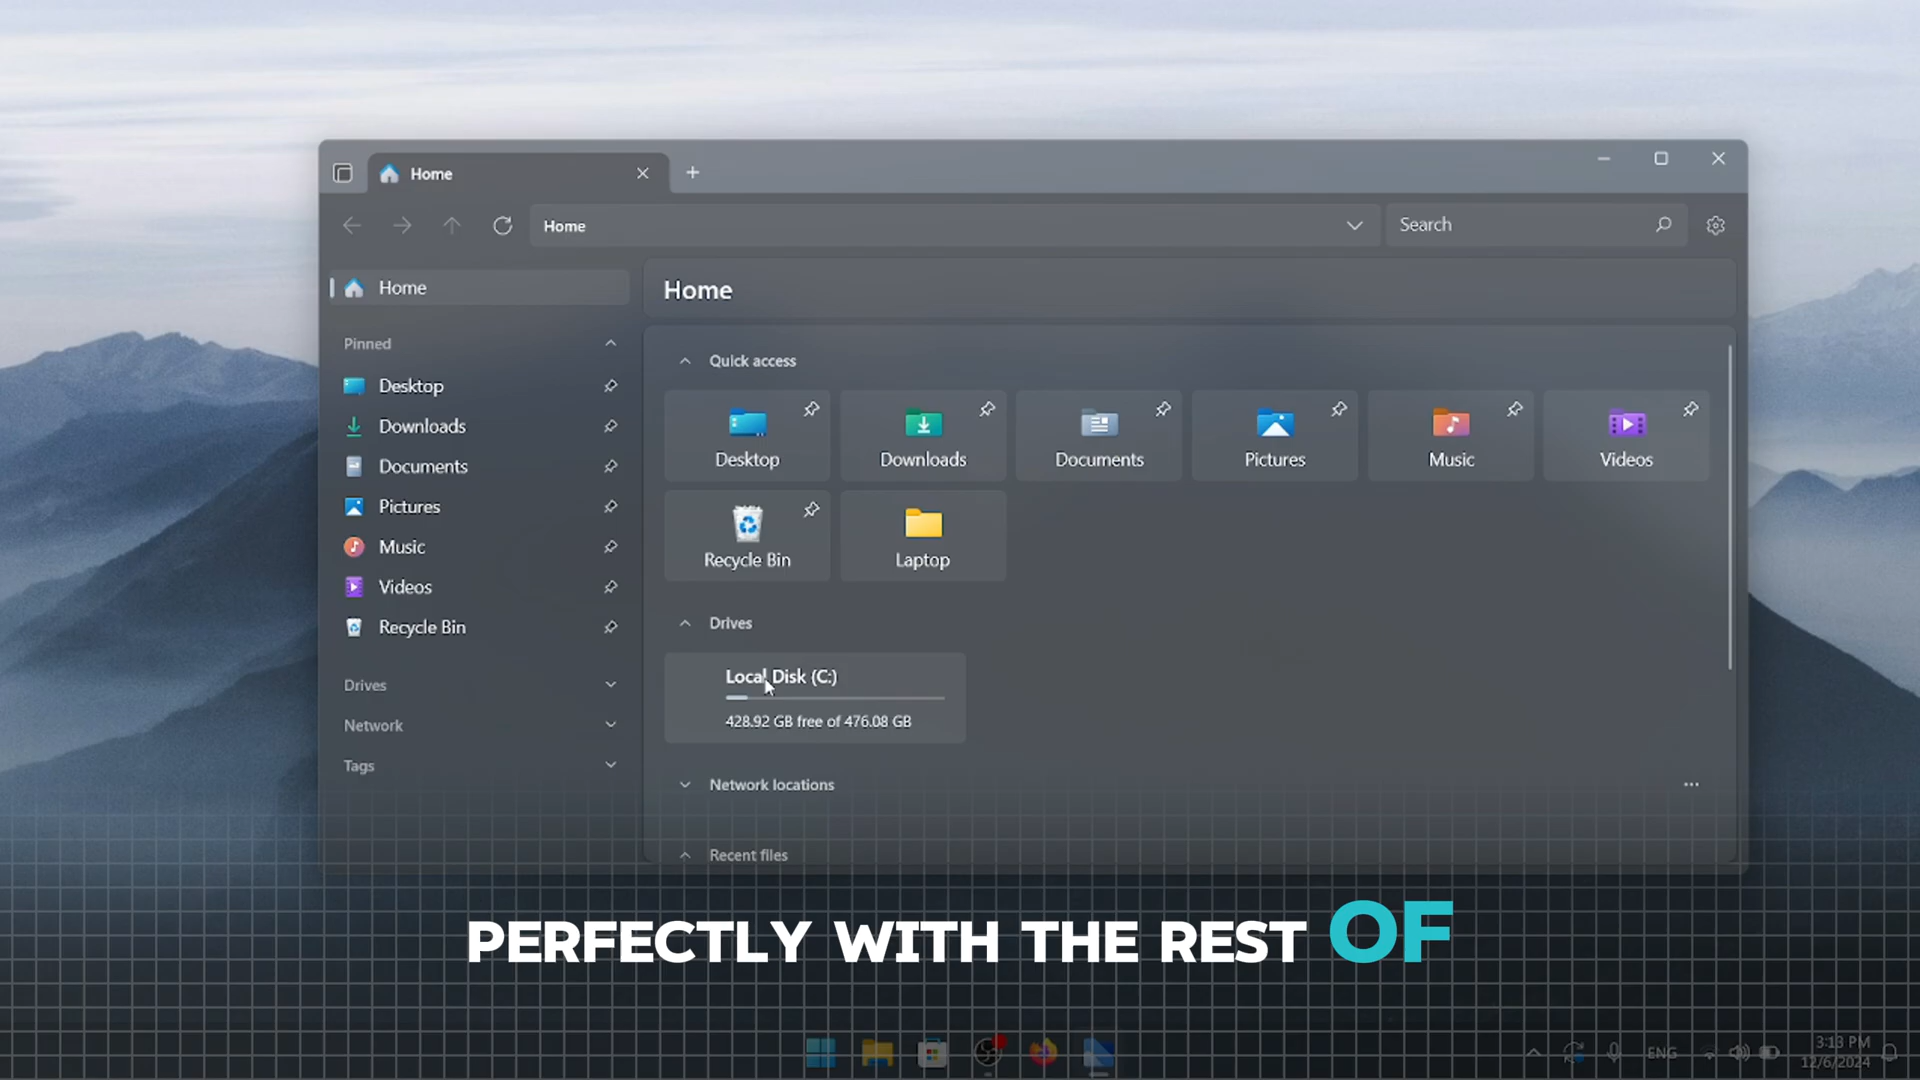 Home
Home
Search
Home
Home
Pinned
Desktop
Downloads
Documents
Pictures
Music
Videos
Recycle Bin
Drives
Network
Tags
Quick access
Desktop
Downloads
Documents
Pictures
Music
Videos
Recycle Bin
Laptop
Drives
Local Disk (C:)
428.92 GB free of 476.08 GB
Network locations
Recent files
PERFECTLY WITH THE REST OF
ENG
3:13 PM
12/6/2024